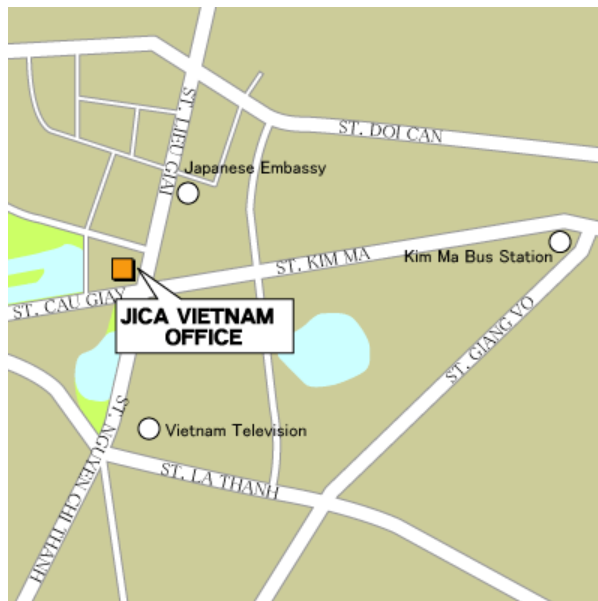 ST. DOI CAN
ST. LIEU GIAI
Japanese Embassy
ST. KIM MA
Kim Ma Bus Station
ST. CAU GIAY
JICA VIETNAM
OFFICE
ST. GIANG VO
Vietnam Television
ST. LA THANH
ST. NGUYEN CHI THANH